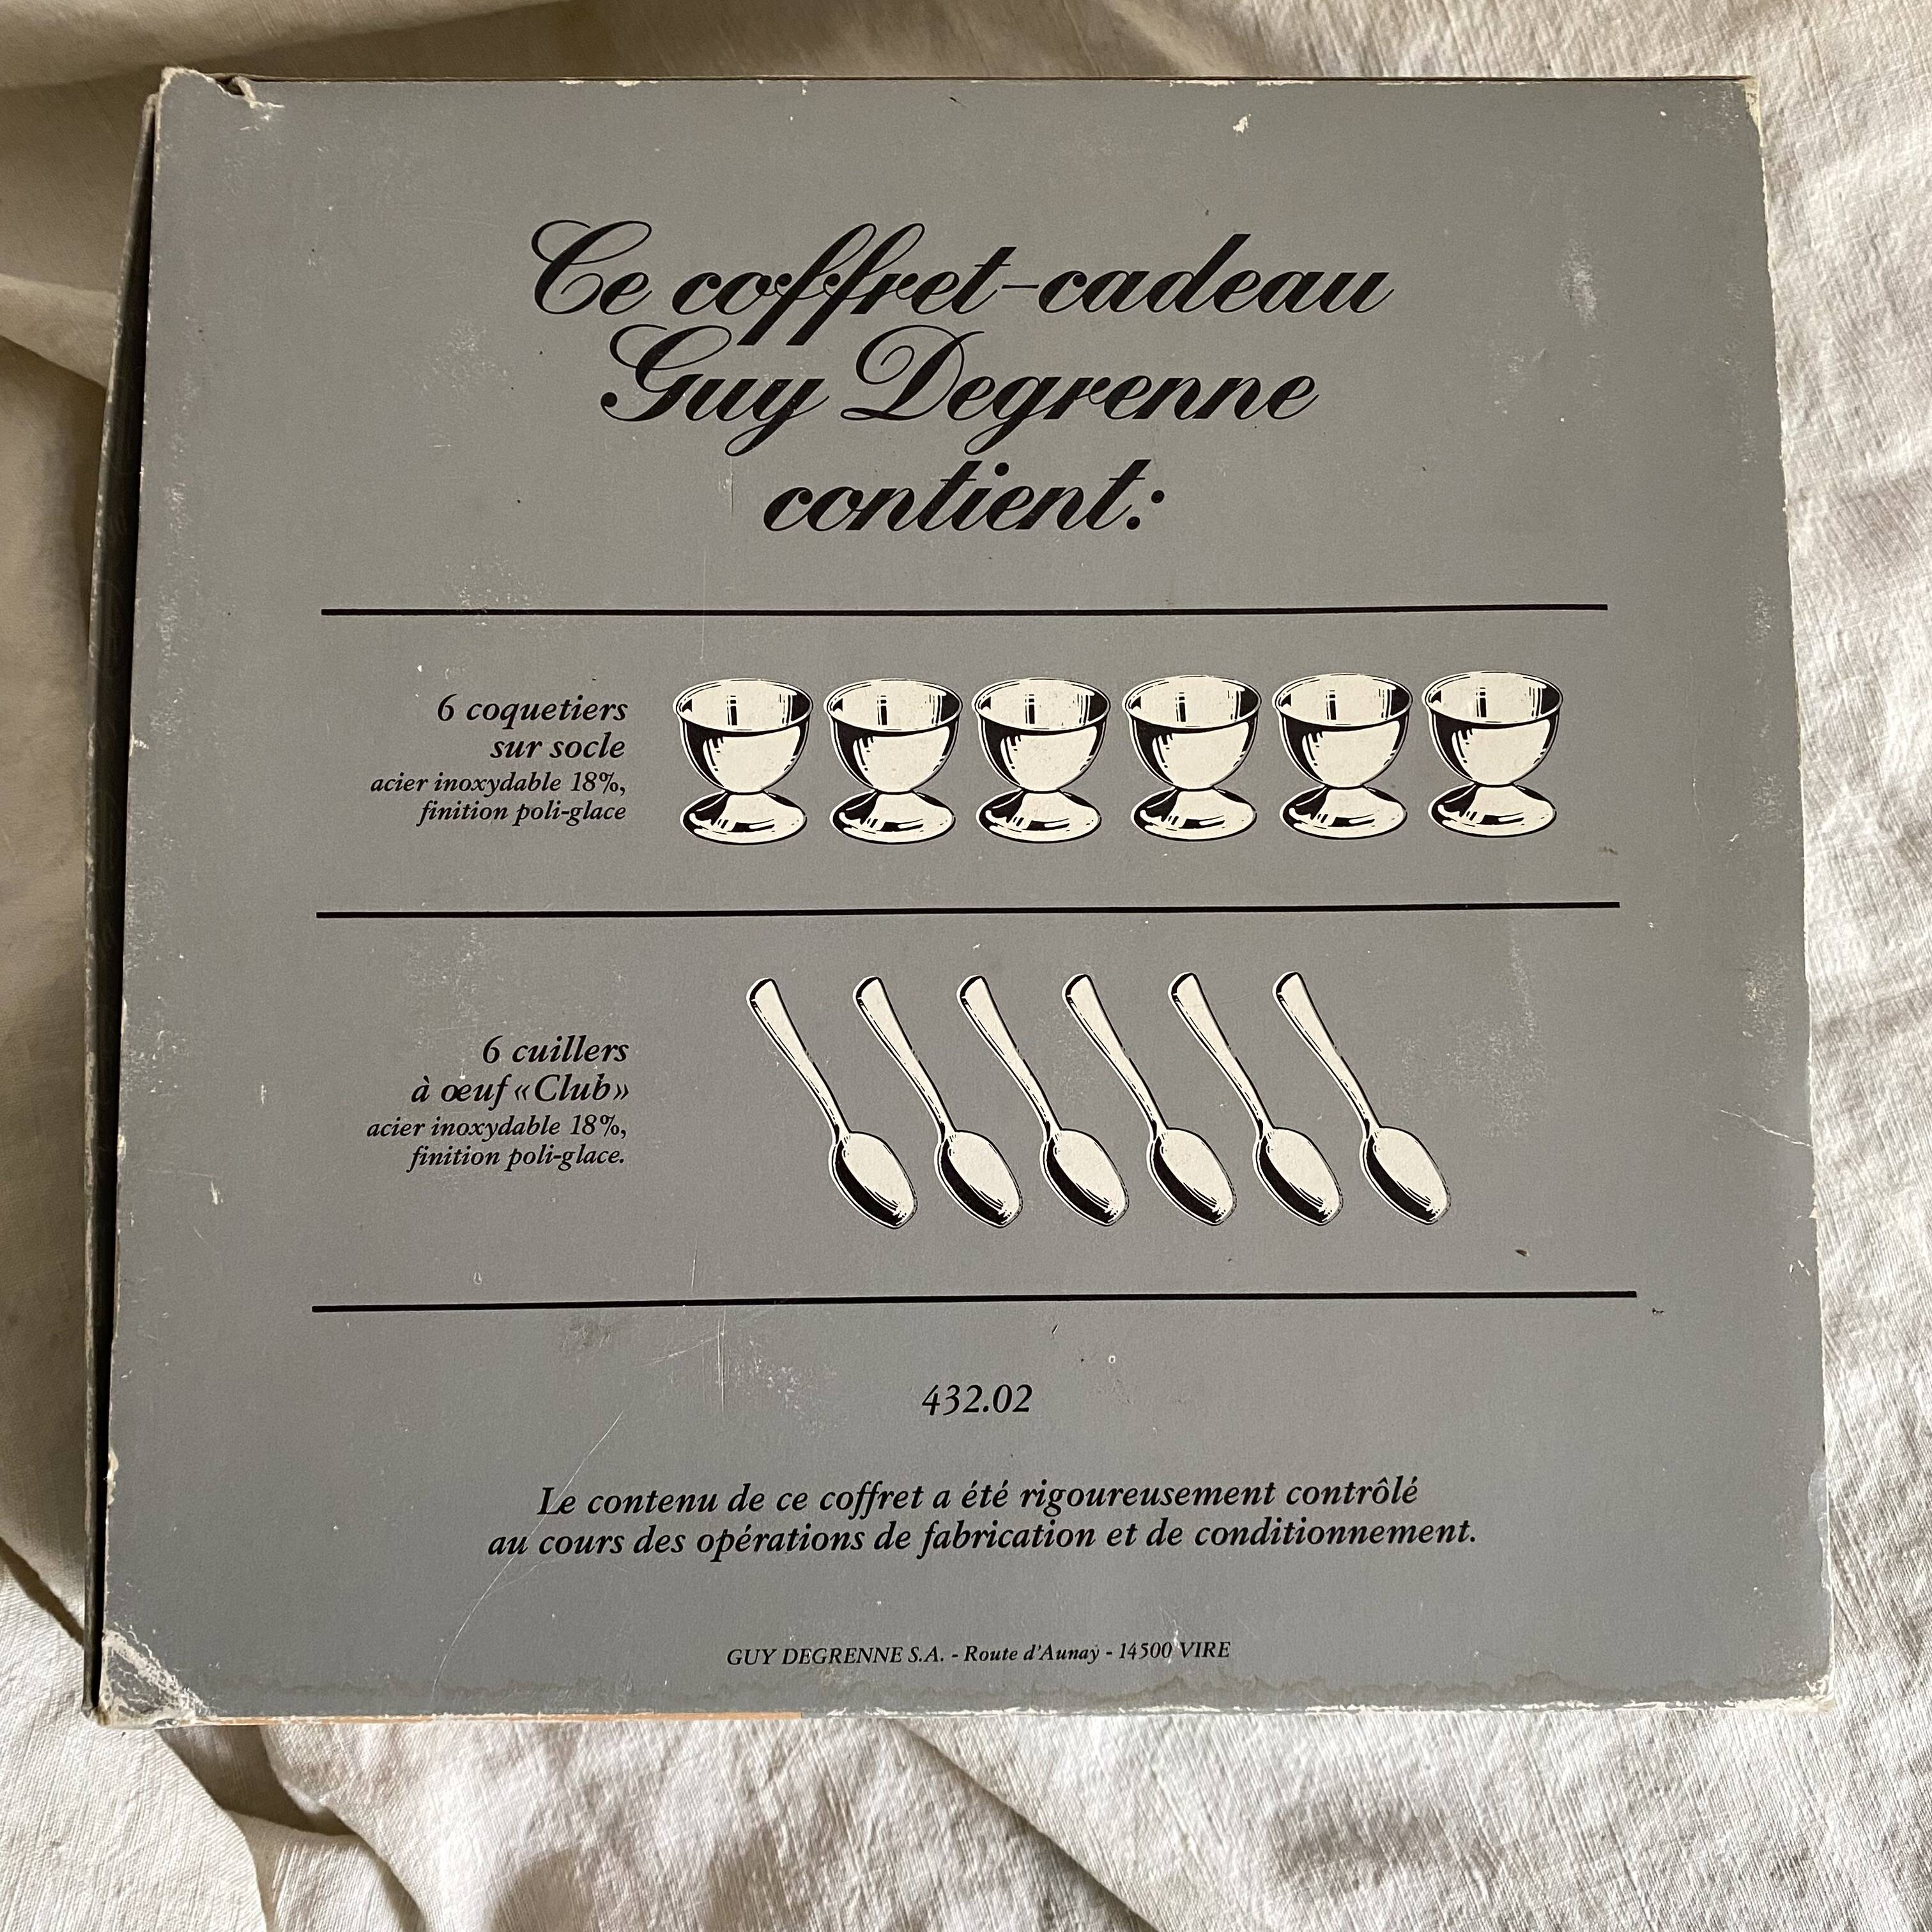 Ce coffret-cadeau
Guy Degrenne
contient:
6 coquetiers
sur socle
acier inoxydable 18%,
finition poli-glace
6 cuillers
à œuf «Club»
acier inoxydable 18%,
finition poli-glace.
432.02
Le contenu de ce coffret a été rigoureusement contrôlé
au cours des opérations de fabrication et de conditionnement.
GUY DEGRENNE S.A. - Route d'Aunay - 14500 VIRE